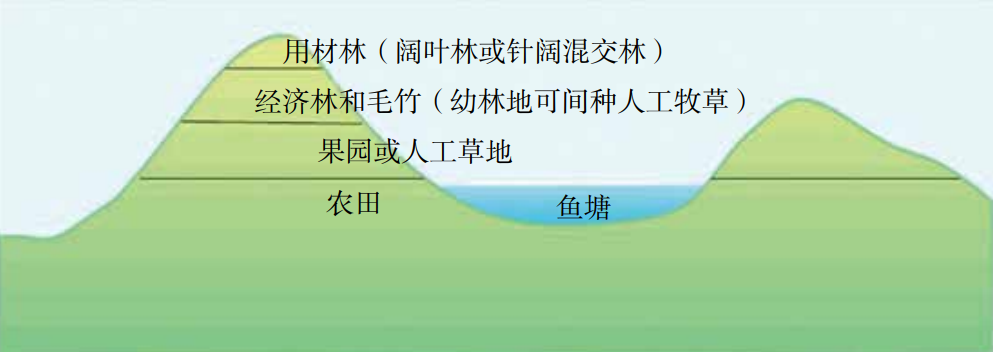 用材林（阔叶林或针阔混交林）
经济林和毛竹（幼林地可间种人工牧草）
果园或人工草地
农田
鱼塘